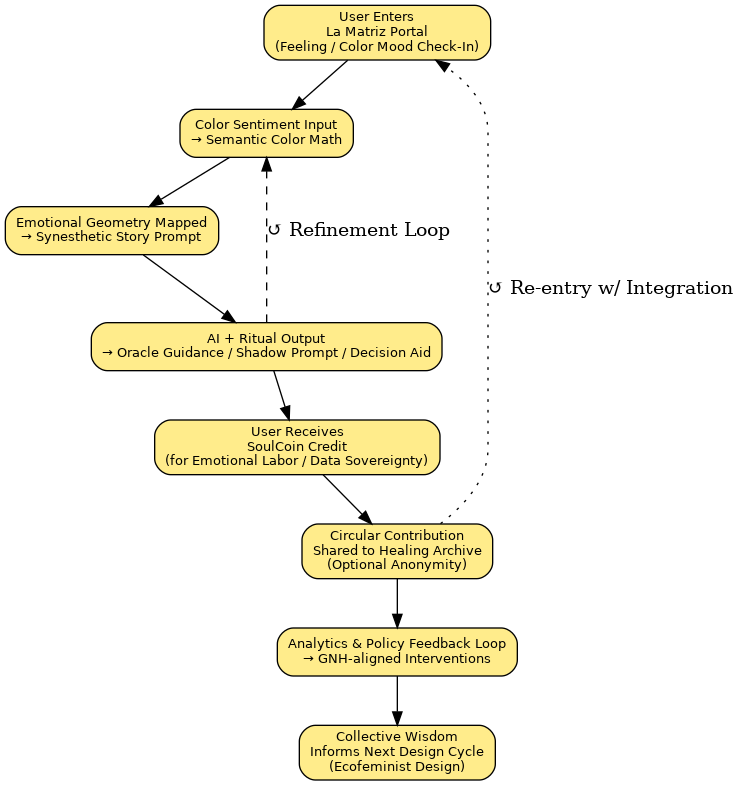 User Enters
La Matriz Portal
(Feeling / Color Mood Check-In)
Color Sentiment Input
→ Semantic Color Math
Emotional Geometry Mapped
→ Synesthetic Story Prompt
↺ Refinement Loop
↺ Re-entry w/ Integration
AI + Ritual Output
→ Oracle Guidance / Shadow Prompt / Decision Aid
User Receives
SoulCoin Credit
(for Emotional Labor / Data Sovereignty)
Circular Contribution
Shared to Healing Archive
(Optional Anonymity)
Analytics & Policy Feedback Loop
→ GNH-aligned Interventions
Collective Wisdom
Informs Next Design Cycle
(Ecofeminist Design)